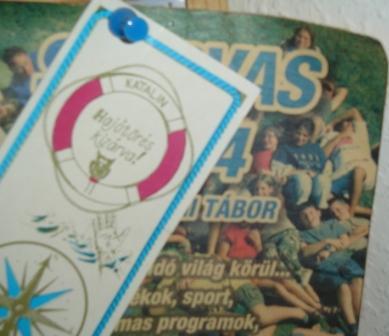 KATALIN
Hajótörés
kizárva!
VAS
4
TÁBOR
világ körül...
sport,
programok,